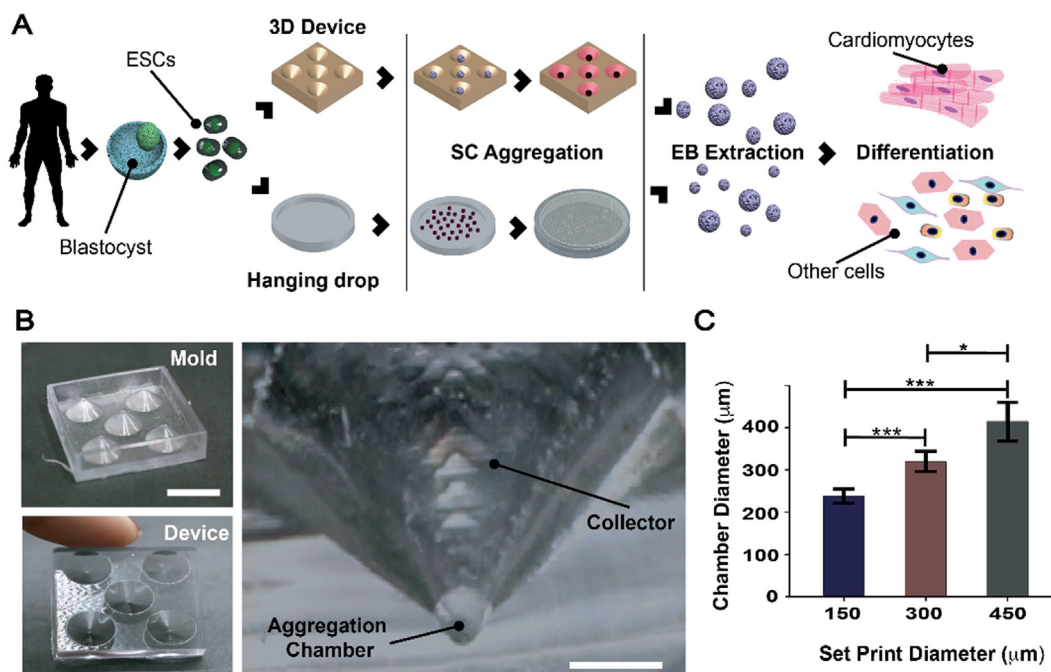 A
3D Device
ESCs
Cardiomyocytes
SC Aggregation
EB Extraction
Differentiation
Blastocyst
Hanging drop
Other cells
B
Mold
Device
Collector
Aggregation
Chamber
C
Chamber Diameter (μm)
*
***
***
400
300
200
100
0
150 300 450
Set Print Diameter (μm)